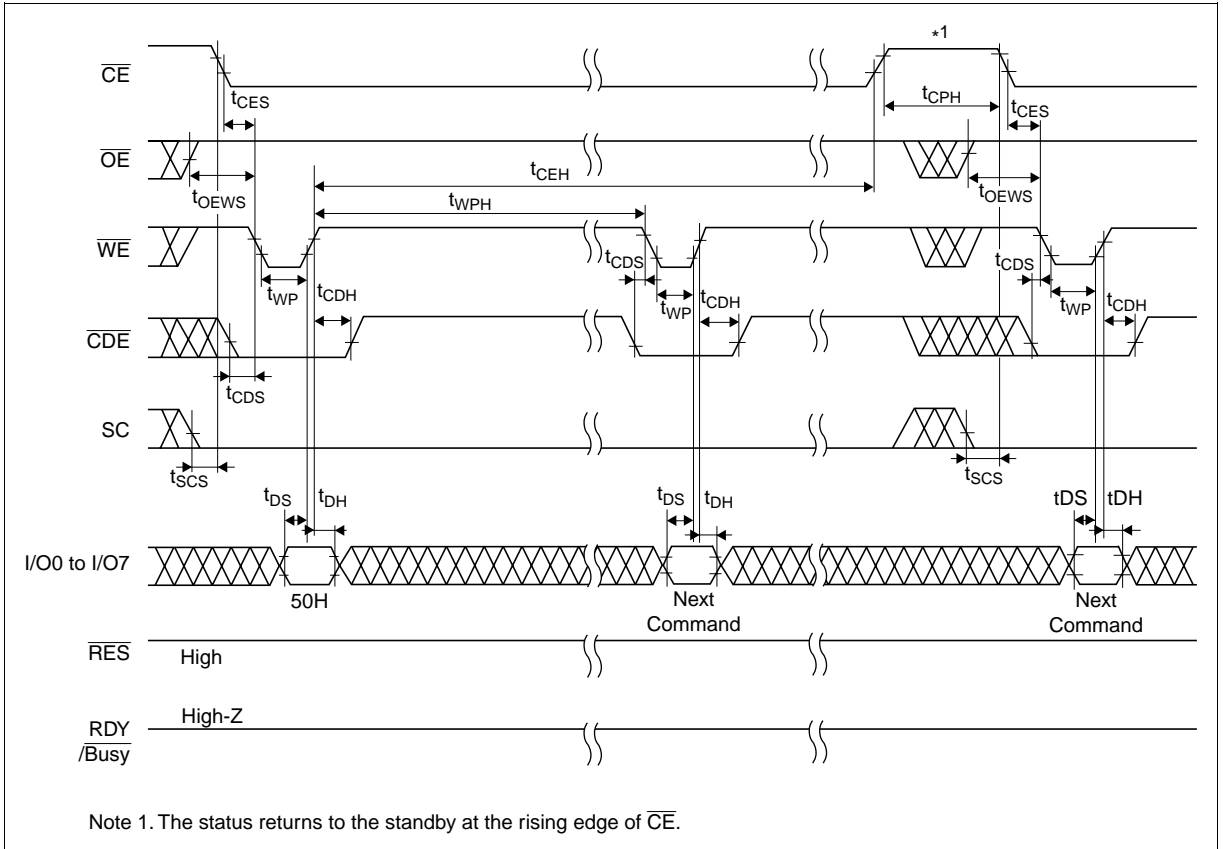 *1
CE
tCPH
tCES
tCES
OE
tCEH
tOEWS
tOEWS
tWPH
WE
tCDS
tCDS
tWP
tCDH
tWP
tCDH
tWP
tCDH
CDE
tCDS
SC
tSCS
tSCS
tDS
tDH
tDS
tDH
tDS
tDH
I/O0 to I/O7
50H
Next
Command
Next
Command
RES
High
RDY
/Busy
High-Z
Note 1. The status returns to the standby at the rising edge of CE.